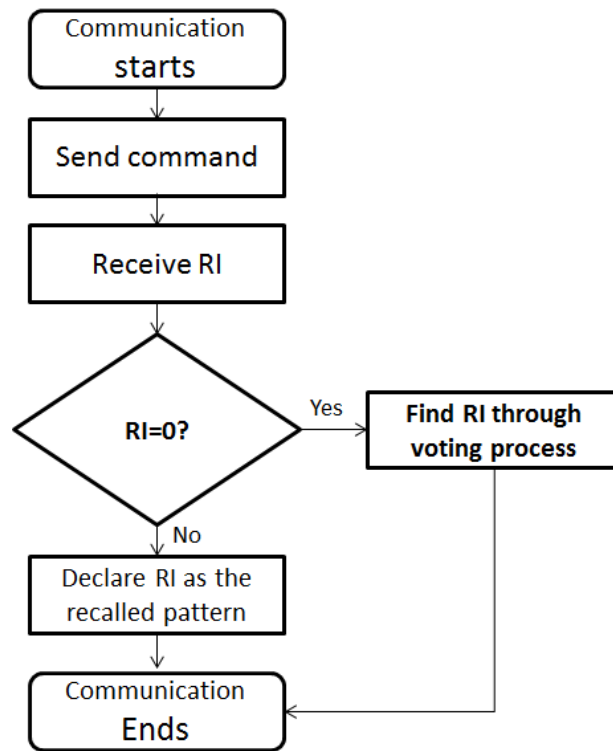 Communication
starts
Send command
Receive RI
RI=0?
Yes
Find RI through
voting process
No
Declare RI as the
recalled pattern
Communication
Ends